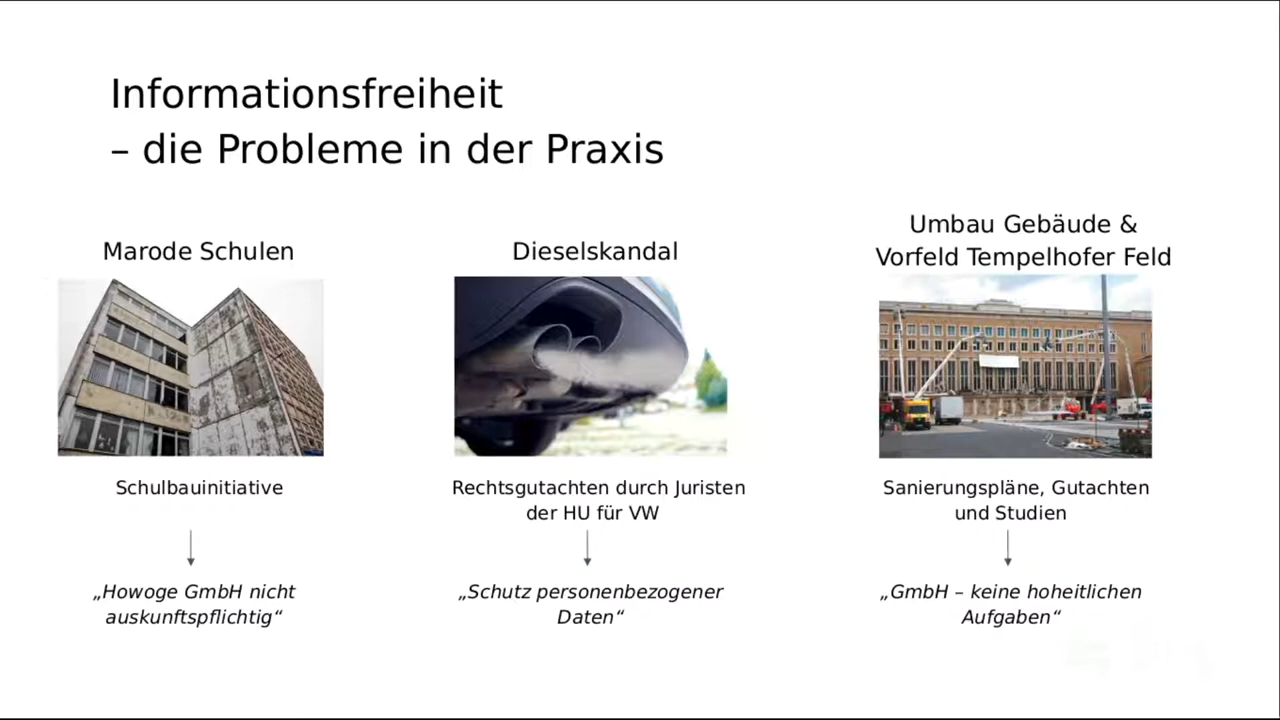 Informationsfreiheit
– die Probleme in der Praxis
Marode Schulen
Dieselskandal
Umbau Gebäude &
Vorfeld Tempelhofer Feld
Schulbauinitiative
Rechtsgutachten durch Juristen
der HU für VW
Sanierungspläne, Gutachten
und Studien
„Howoge GmbH nicht
auskunftspflichtig“
„Schutz personenbezogener
Daten“
„GmbH – keine hoheitlichen
Aufgaben“